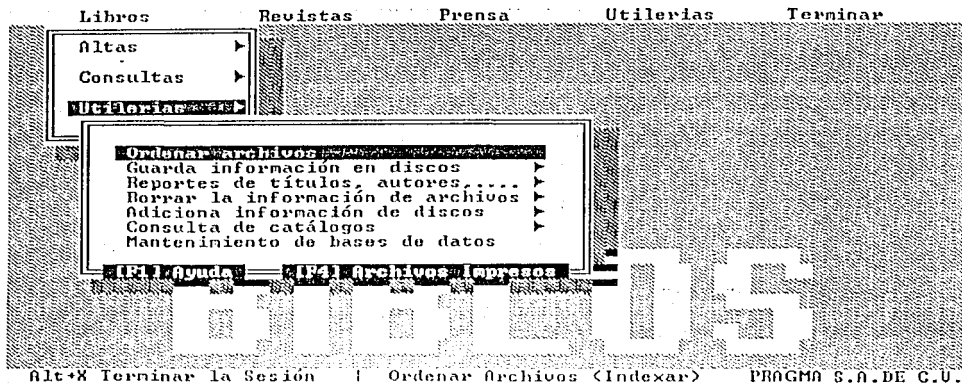 Libros Revistas Prensa Utilerias Terminar
Altas
Consultas
Utilerias
Ordenar archivos
Guarda información en discos
Reportes de títulos, autores,.....
Borrar la información de archivos
Adiciona información de discos
Consulta de catálogos
Mantenimiento de bases de datos
[F1] Ayuda [F4] Archivos Impresos
Alt+X Terminar la Sesión | Ordenar Archivos (Indexar) PRAGMA S.A.DE C.V.